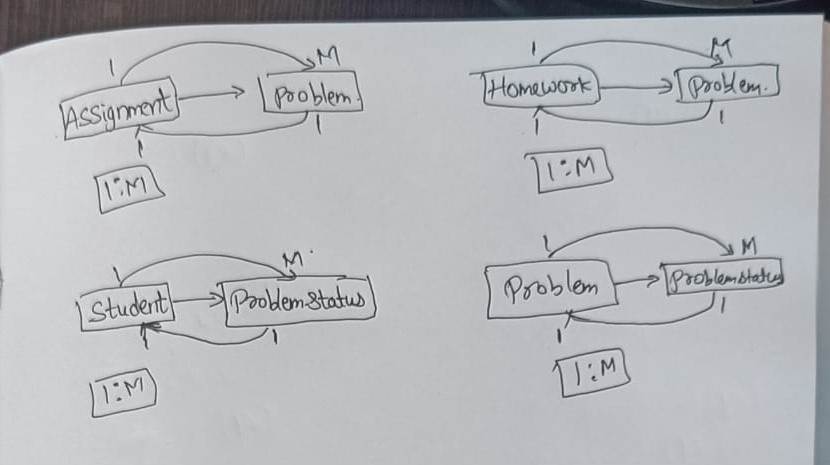 1 M
Assignment Problem.
1 1
1:M
1 M
Homework Problem.
1 1
1:M
1 M
Student ProblemStatus
1 1
1:M
1 M
Problem ProblemStatus
1 1
1:M